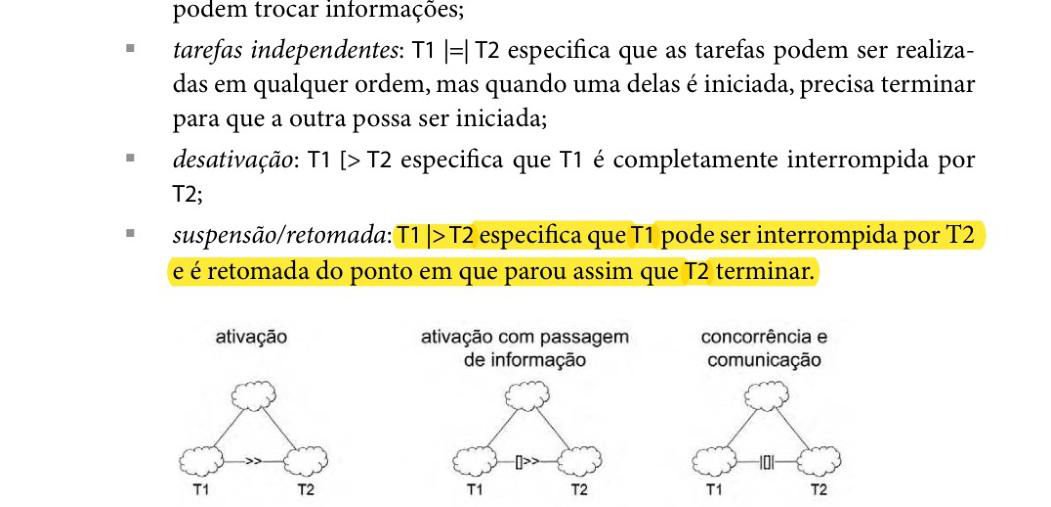 podem trocar informações;
▪ tarefas independentes: T1 |=| T2 especifica que as tarefas podem ser realiza-
das em qualquer ordem, mas quando uma delas é iniciada, precisa terminar
para que a outra possa ser iniciada;
▪ desativação: T1 [> T2 especifica que T1 é completamente interrompida por
T2;
▪ suspensão/retomada: T1 |> T2 especifica que T1 pode ser interrompida por T2
e é retomada do ponto em que parou assim que T2 terminar.
ativação
>>
T1 T2
ativação com passagem
de informação
[]>>
T1 T2
concorrência e
comunicação
|[]|
T1 T2